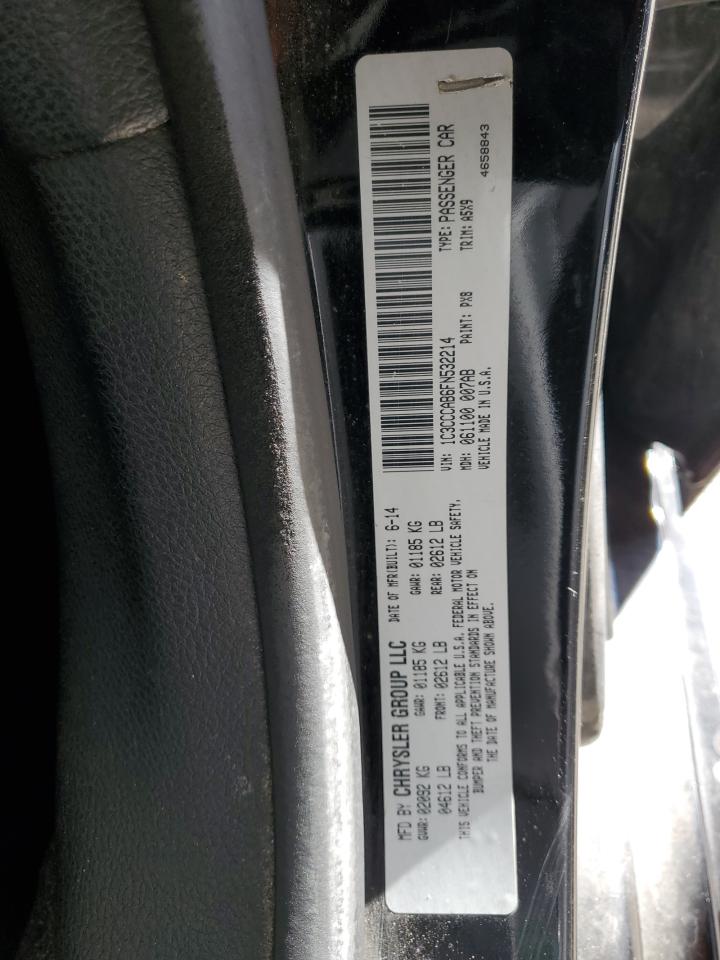 MFD BY CHRYSLER GROUP LLC DATE OF MFR(BUILT): 6-14
GVWR: 02092 KG GAWR: 01185 KG GAWR: 01185 KG
04612 LB FRONT: 02612 LB REAR: 02612 LB
THIS VEHICLE CONFORMS TO ALL APPLICABLE U.S.A. FEDERAL MOTOR VEHICLE SAFETY,
BUMPER AND THEFT PREVENTION STANDARDS IN EFFECT ON
THE DATE OF MANUFACTURE SHOWN ABOVE.
VIN: 1C3CCCAB6FN532214 TYPE: PASSENGER CAR
MDH: 061100 007AB PAINT: PX8 TRIM: A5X9
VEHICLE MADE IN U.S.A. 4658843